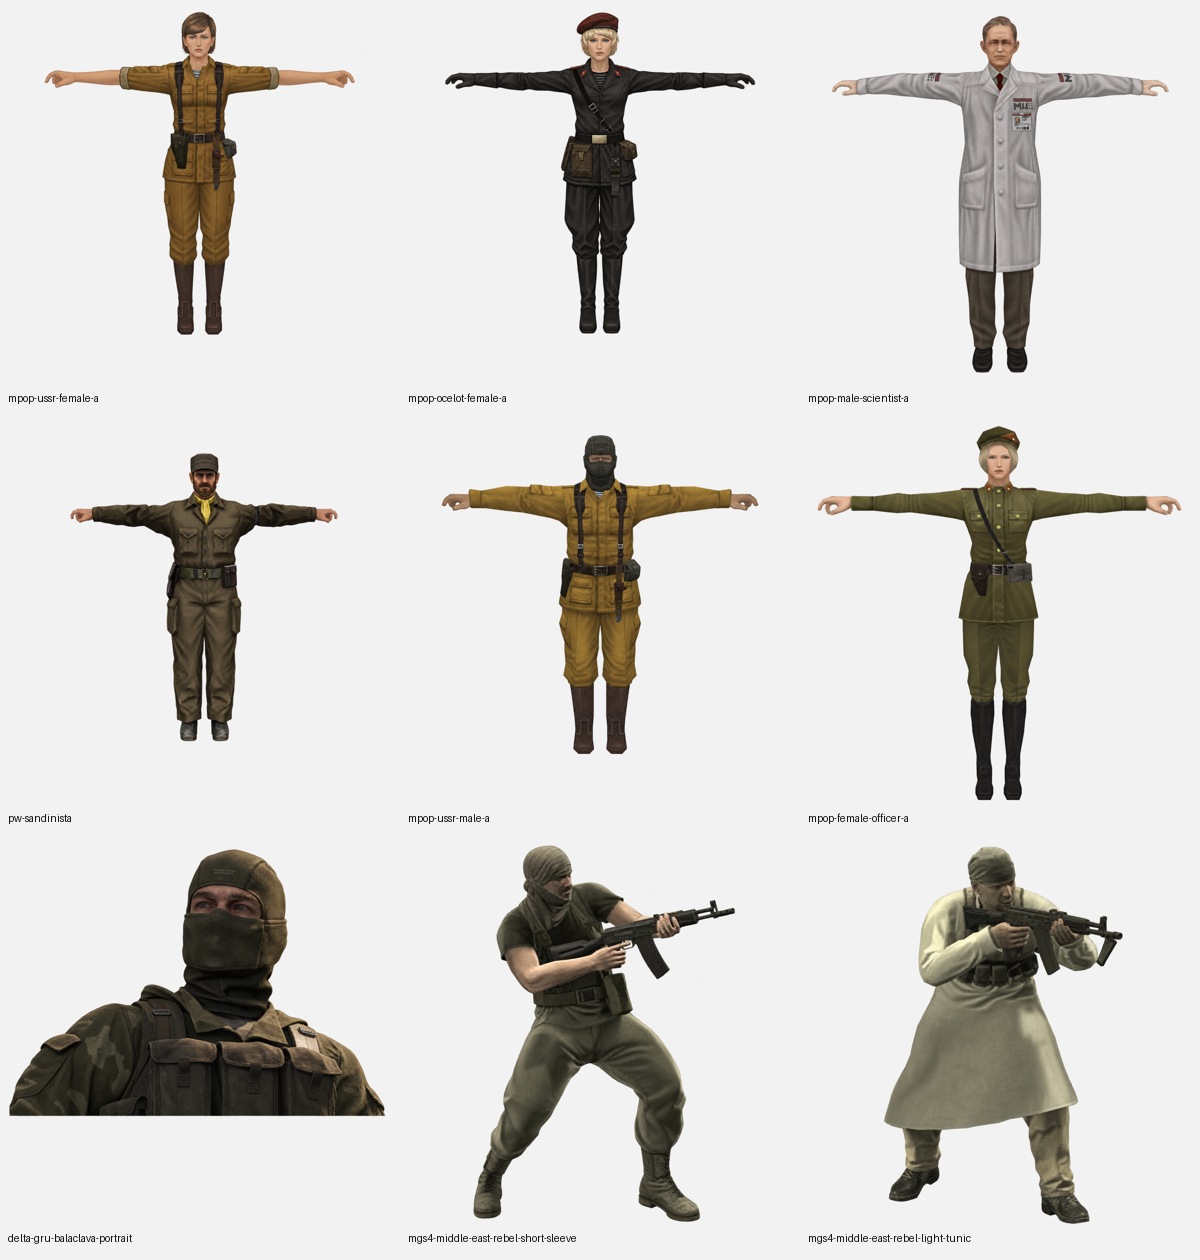 mpop-ussr-female-a
mpop-ocelot-female-a
mpop-male-scientist-a
pw-sandinista
mpop-ussr-male-a
mpop-female-officer-a
delta-gru-balaclava-portrait
mgs4-middle-east-rebel-short-sleeve
mgs4-middle-east-rebel-light-tunic